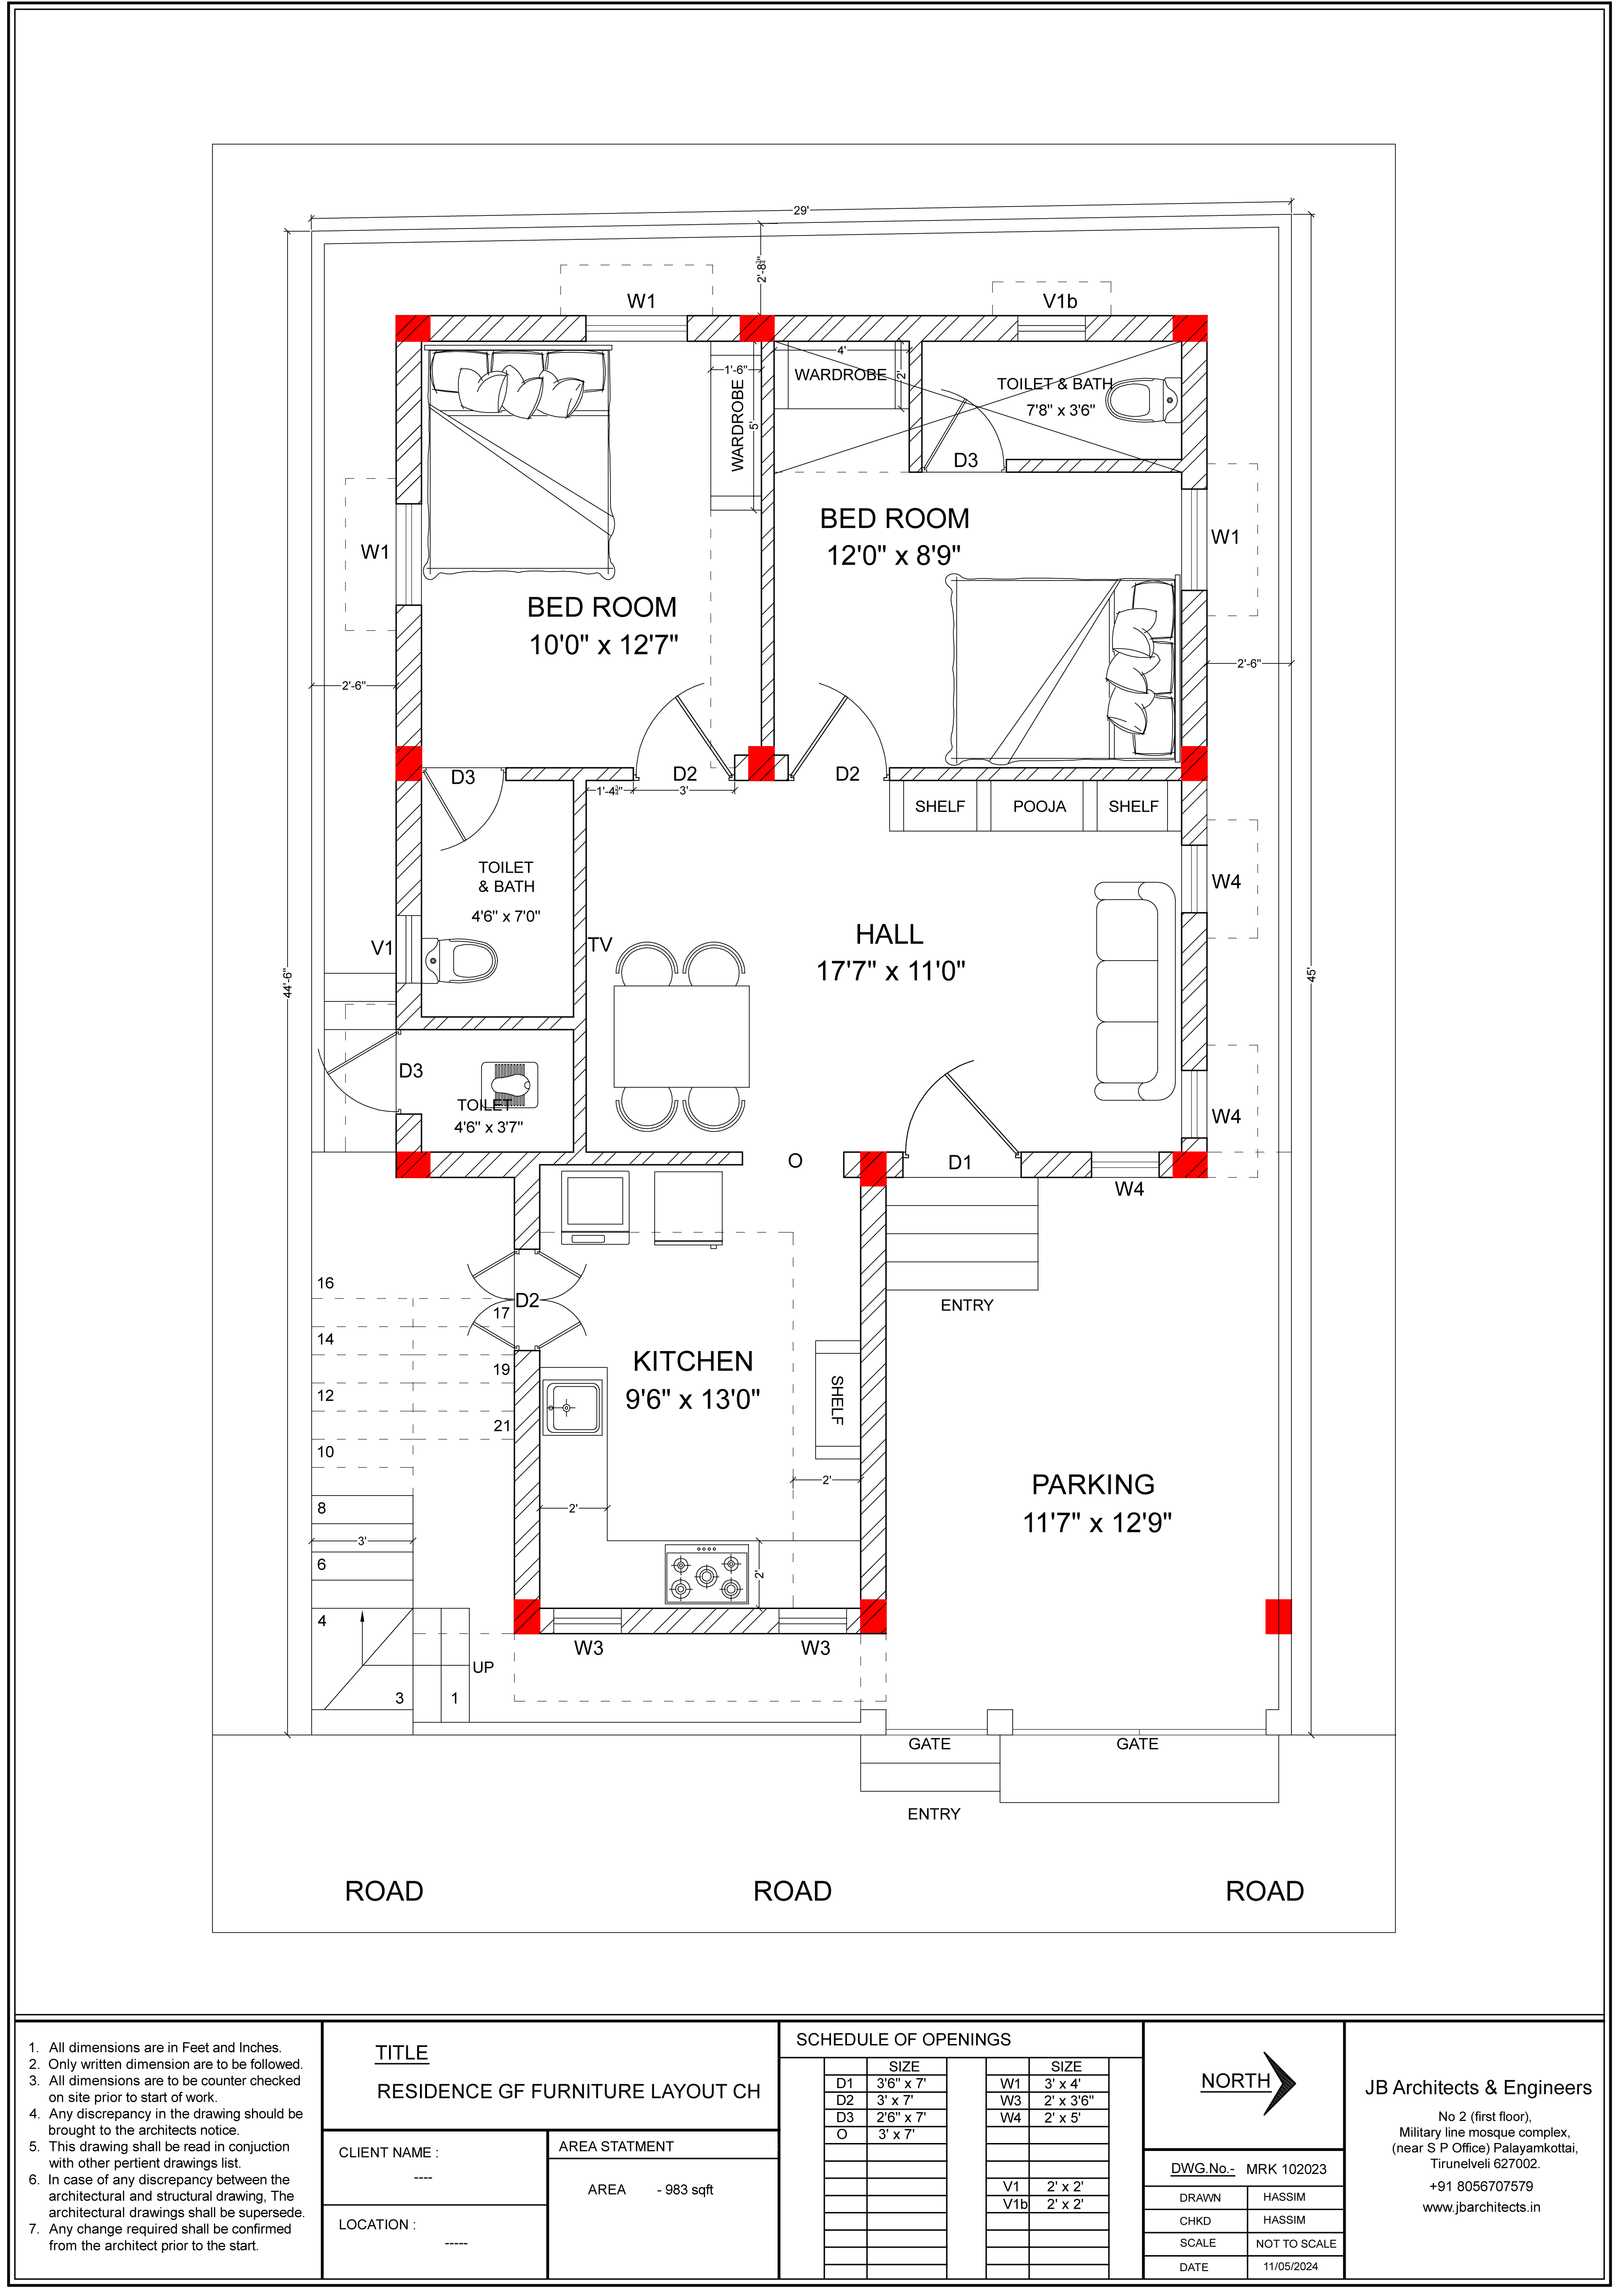 29'
2'-8¾"
W1
V1b
4'
1'-6"
WARDROBE
5'
WARDROBE
2'
TOILET & BATH
7'8" x 3'6"
D3
BED ROOM
12'0" x 8'9"
W1
W1
BED ROOM
10'0" x 12'7"
2'-6"
2'-6"
D3
D2
D2
1'-4¾"
3'
SHELF
POOJA
SHELF
TOILET
& BATH
4'6" x 7'0"
W4
V1
TV
HALL
17'7" x 11'0"
44'-6"
45'
D3
TOILET
4'6" x 3'7"
W4
O
D1
W4
16
17
D2
ENTRY
14
19
KITCHEN
9'6" x 13'0"
12
SHELF
21
10
2'
PARKING
11'7" x 12'9"
8
2'
3'
6
2'
4
W3
W3
UP
3
1
GATE
GATE
ENTRY
ROAD
ROAD
ROAD
1. All dimensions are in Feet and Inches.
2. Only written dimension are to be followed.
3. All dimensions are to be counter checked
on site prior to start of work.
4. Any discrepancy in the drawing should be
brought to the architects notice.
5. This drawing shall be read in conjuction
with other pertient drawings list.
6. In case of any discrepancy between the
architectural and structural drawing, The
architectural drawings shall be supersede.
7. Any change required shall be confirmed
from the architect prior to the start.
TITLE
RESIDENCE GF FURNITURE LAYOUT CH
CLIENT NAME :
----
LOCATION :
-----
AREA STATMENT
AREA - 983 sqft
SCHEDULE OF OPENINGS
SIZE
D1 3'6" x 7'
D2 3' x 7'
D3 2'6" x 7'
O 3' x 7'
SIZE
W1 3' x 4'
W3 2' x 3'6"
W4 2' x 5'
V1 2' x 2'
V1b 2' x 2'
NORTH
DWG.No.- MRK 102023
DRAWN HASSIM
CHKD HASSIM
SCALE NOT TO SCALE
DATE 11/05/2024
JB Architects & Engineers
No 2 (first floor),
Military line mosque complex,
(near S P Office) Palayamkottai,
Tirunelveli 627002.
+91 8056707579
www.jbarchitects.in